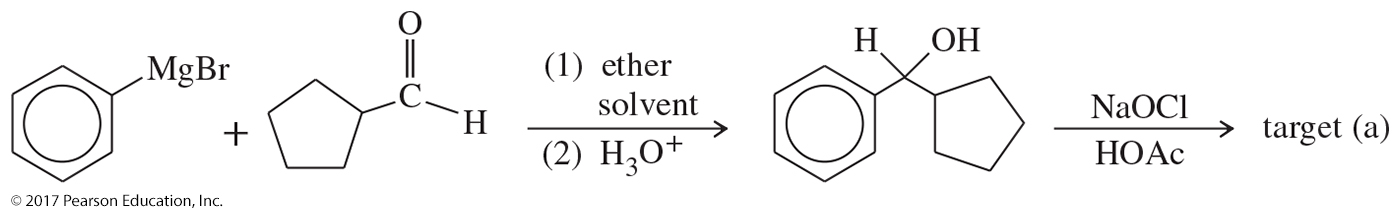 MgBr
+
O
C
H
(1) ether
solvent
(2) H₃O⁺
H OH
NaOCl
HOAc
target (a)
© 2017 Pearson Education, Inc.